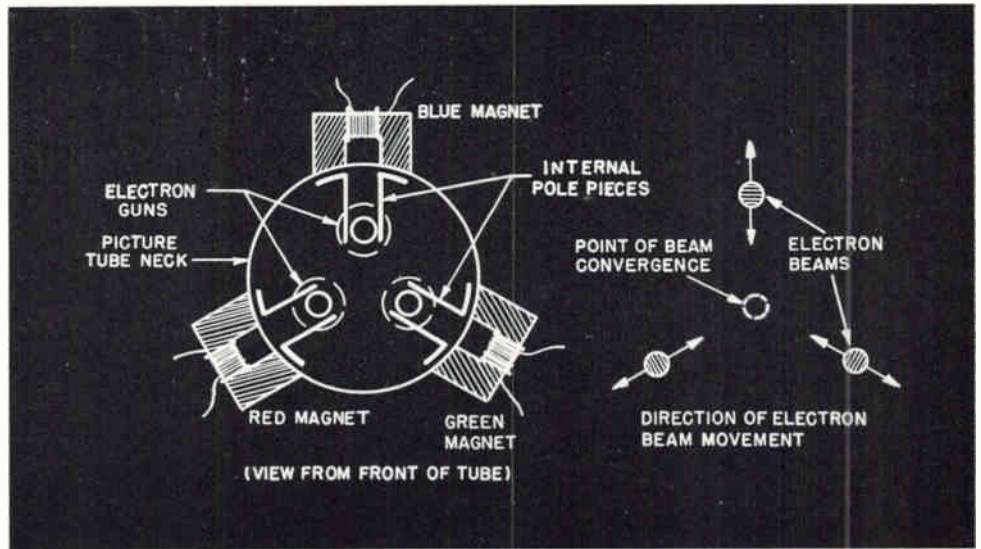 BLUE MAGNET
ELECTRON
GUNS
INTERNAL
POLE PIECES
PICTURE
TUBE NECK
POINT OF BEAM
CONVERGENCE
ELECTRON
BEAMS
RED MAGNET
GREEN
MAGNET
DIRECTION OF ELECTRON
BEAM MOVEMENT
(VIEW FROM FRONT OF TUBE)